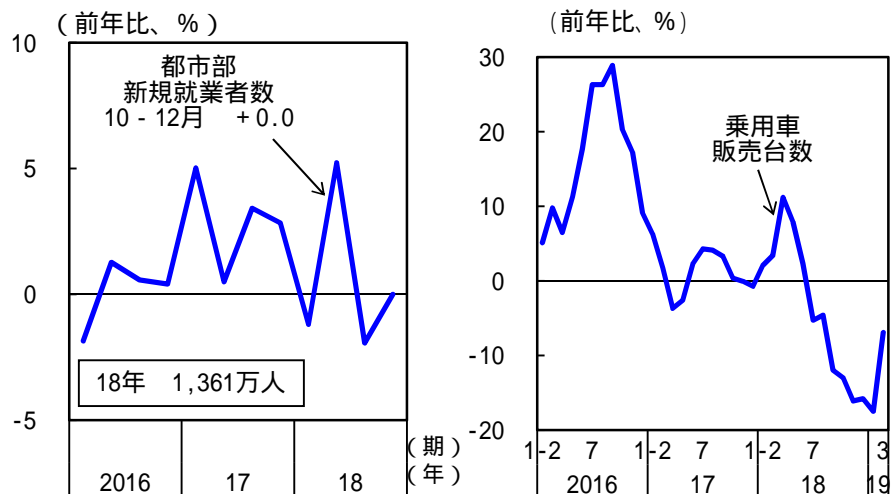 (前年比、%)
10
5
0
-5
都市部
新規就業者数
10-12月 +0.0
18年 1,361万人
2016 17 18
(期)
(年)
(前年比、%)
30
20
10
0
-10
-20
乗用車
販売台数
1-2 7 1-2 7 1-2 7 3
2016 17 18 19